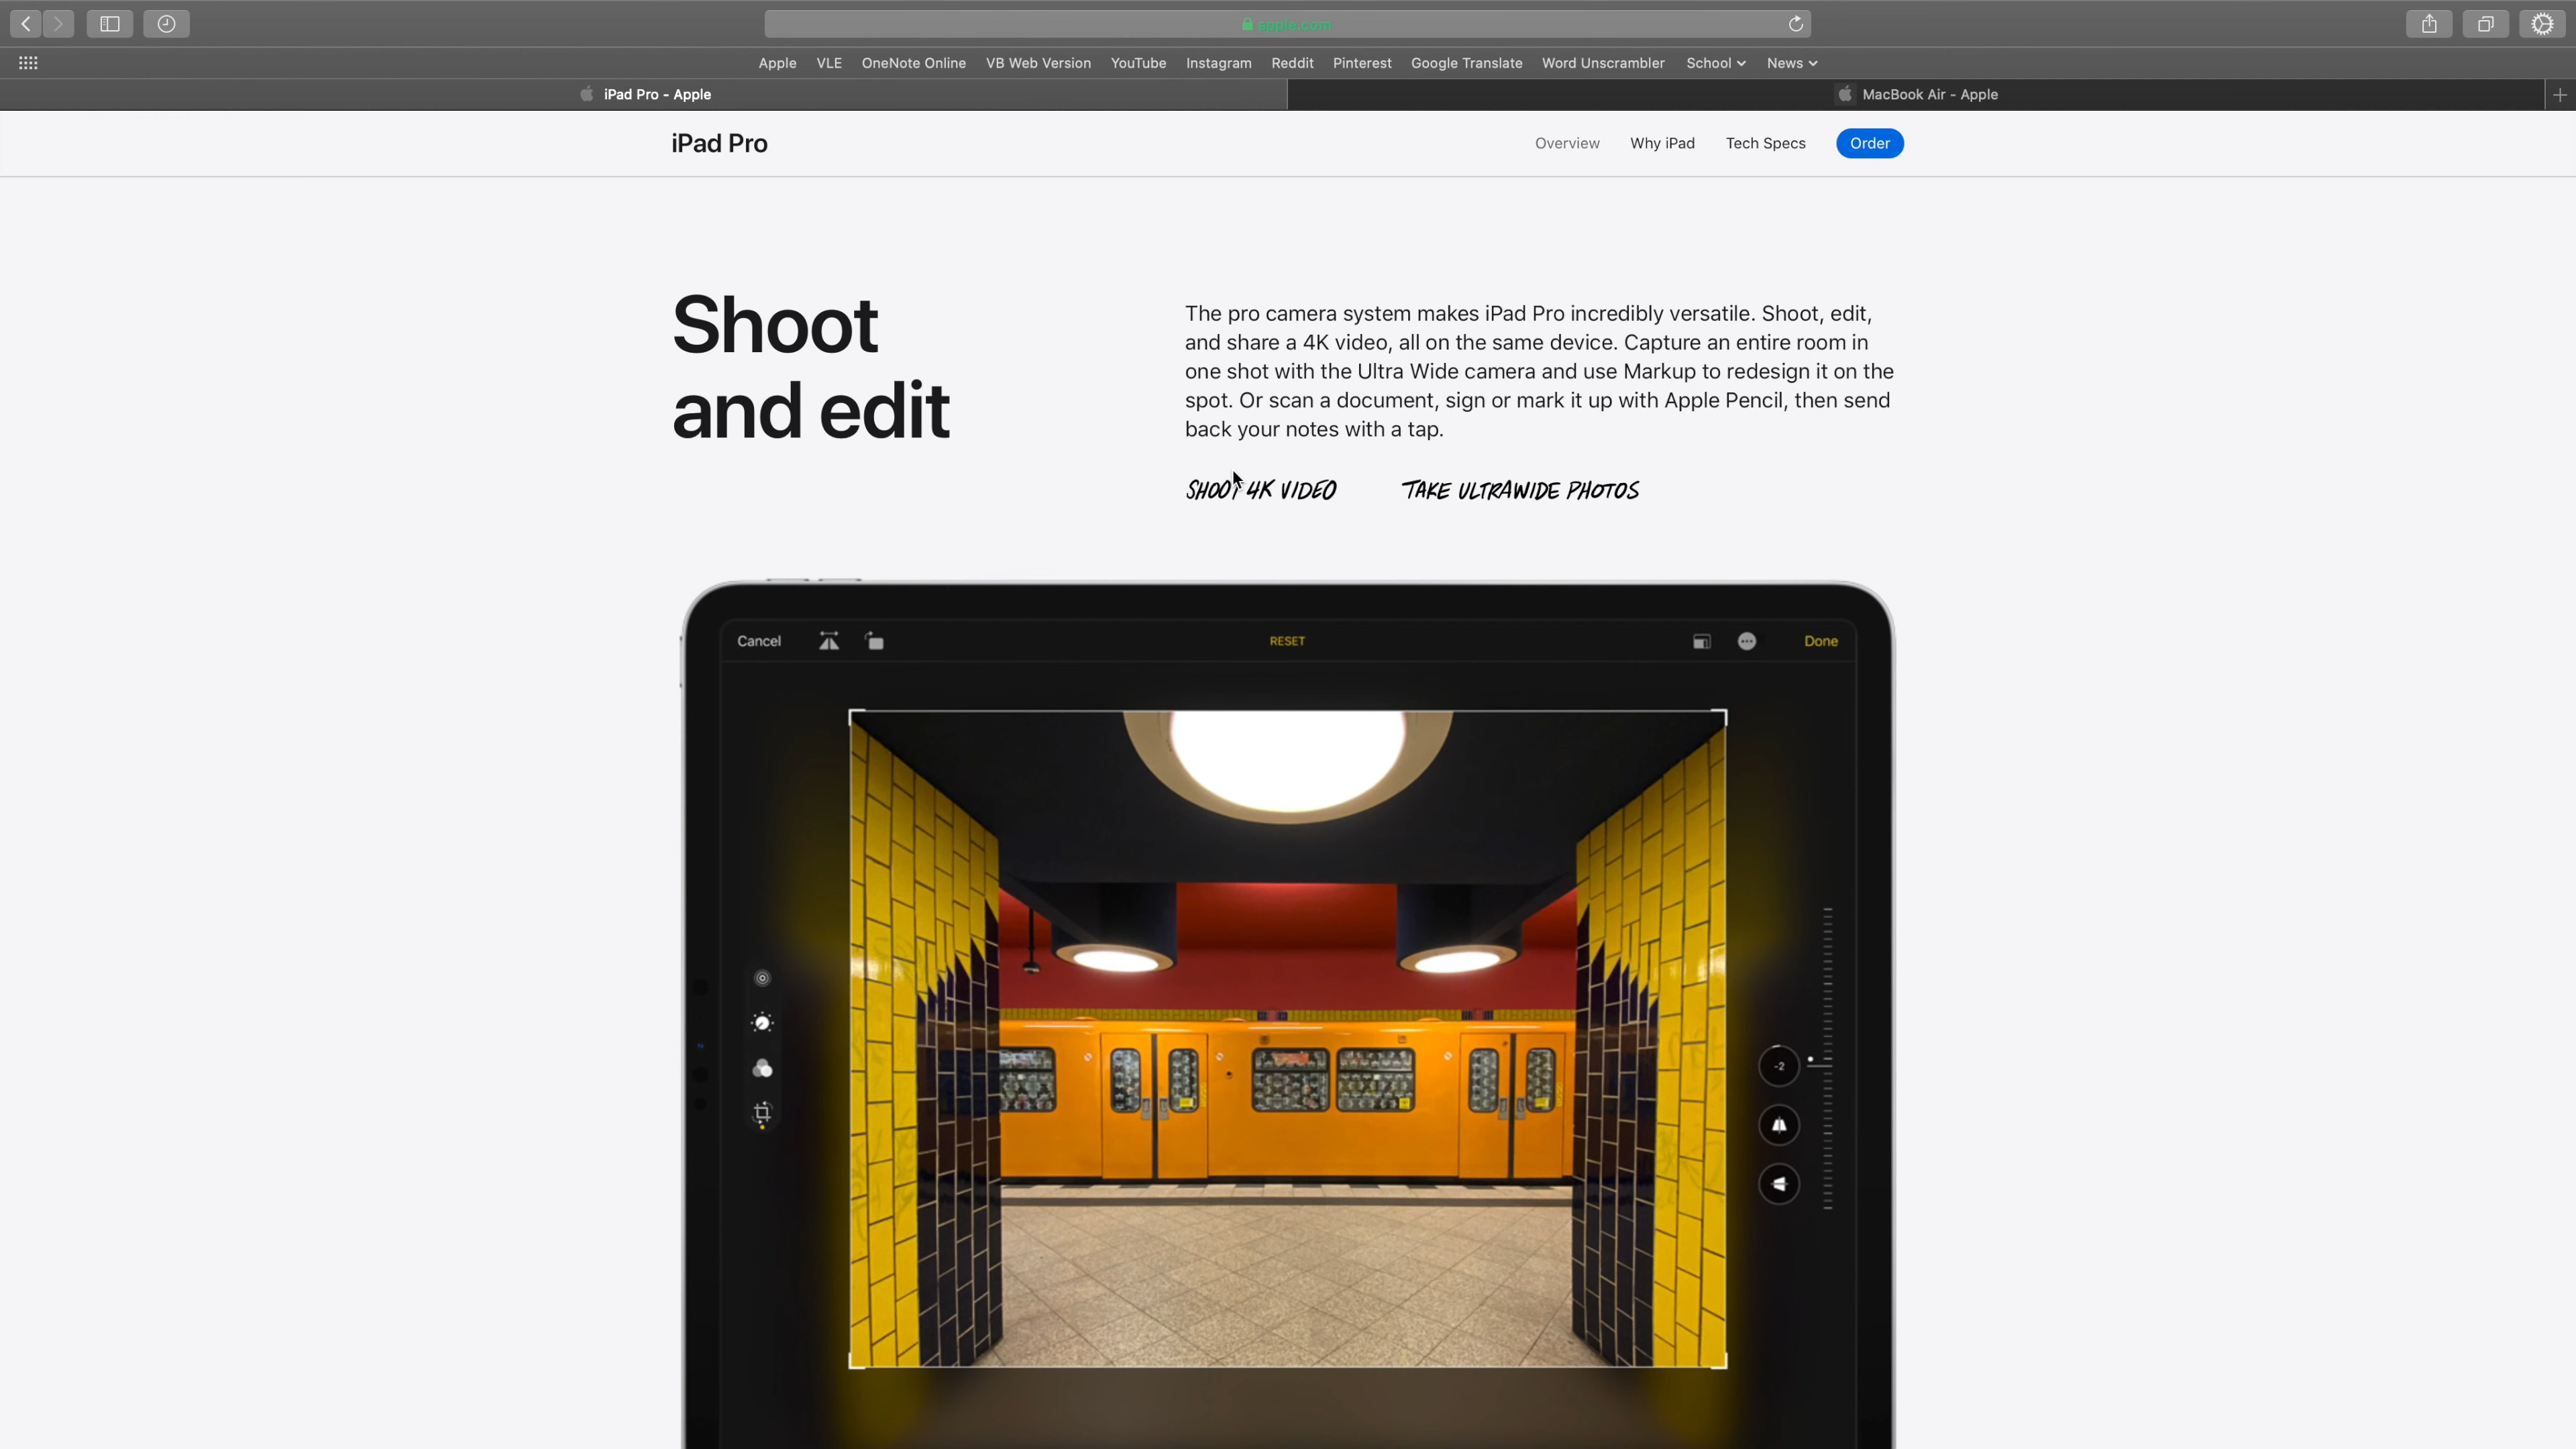 apple.com
Apple VLE OneNote Online VB Web Version YouTube Instagram Reddit Pinterest Google Translate Word Unscrambler School News
iPad Pro - Apple
MacBook Air - Apple
iPad Pro
Overview Why iPad Tech Specs Order
Shoot
and edit
The pro camera system makes iPad Pro incredibly versatile. Shoot, edit,
and share a 4K video, all on the same device. Capture an entire room in
one shot with the Ultra Wide camera and use Markup to redesign it on the
spot. Or scan a document, sign or mark it up with Apple Pencil, then send
back your notes with a tap.
SHOOT 4K VIDEO
TAKE ULTRAWIDE PHOTOS
Cancel RESET Done
-2